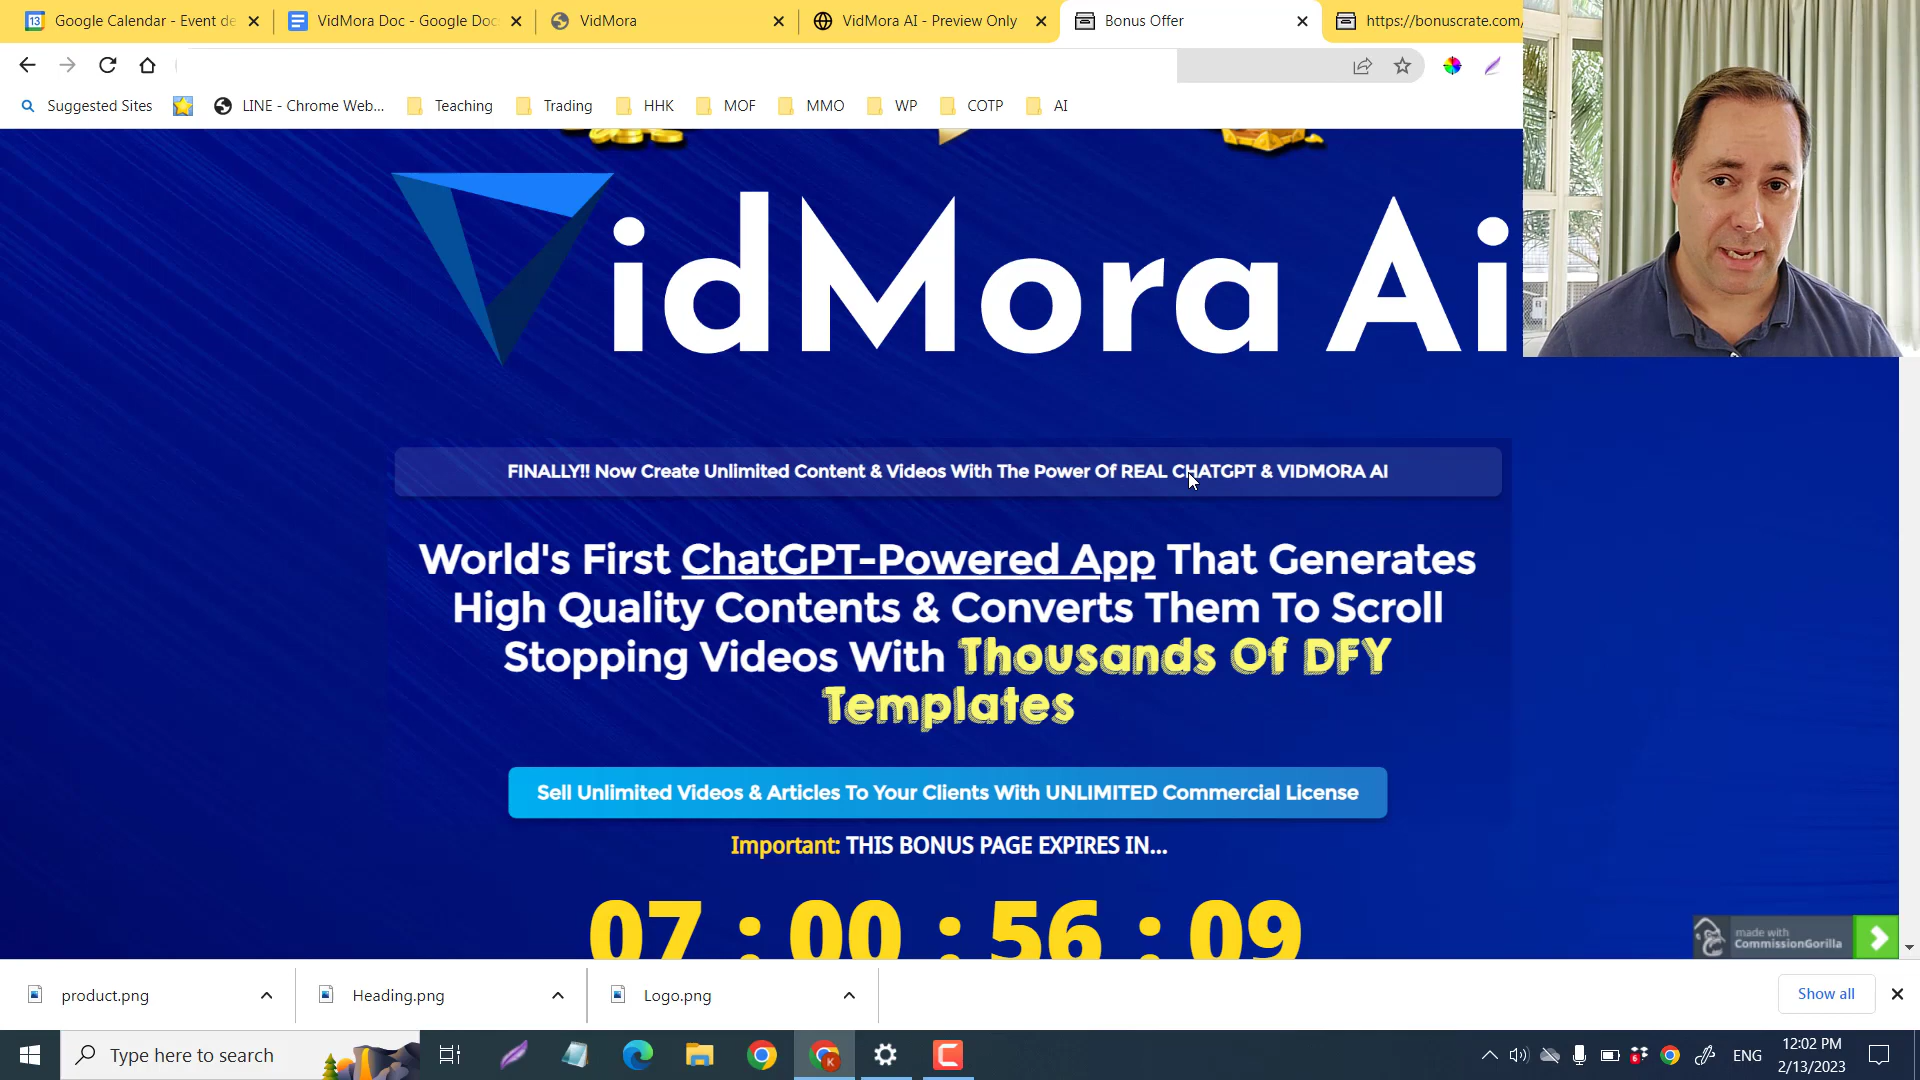 13 Google Calendar - Event de
VidMora Doc - Google Doc
VidMora
VidMora AI - Preview Only
Bonus Offer
https://bonuscrate.com/
Suggested Sites
LINE - Chrome Web...
Teaching
Trading
HHK
MOF
MMO
WP
COTP
AI
VidMora Ai
FINALLY!! Now Create Unlimited Content & Videos With The Power Of REAL CHATGPT & VIDMORA AI
World's First ChatGPT-Powered App That Generates
High Quality Contents & Converts Them To Scroll
Stopping Videos With Thousands Of DFY
Templates
Sell Unlimited Videos & Articles To Your Clients With UNLIMITED Commercial License
Important: THIS BONUS PAGE EXPIRES IN...
07 : 00 : 56 : 09
made with
CommissionGorilla
product.png
Heading.png
Logo.png
Show all
Type here to search
K
6
ENG
12:02 PM
2/13/2023